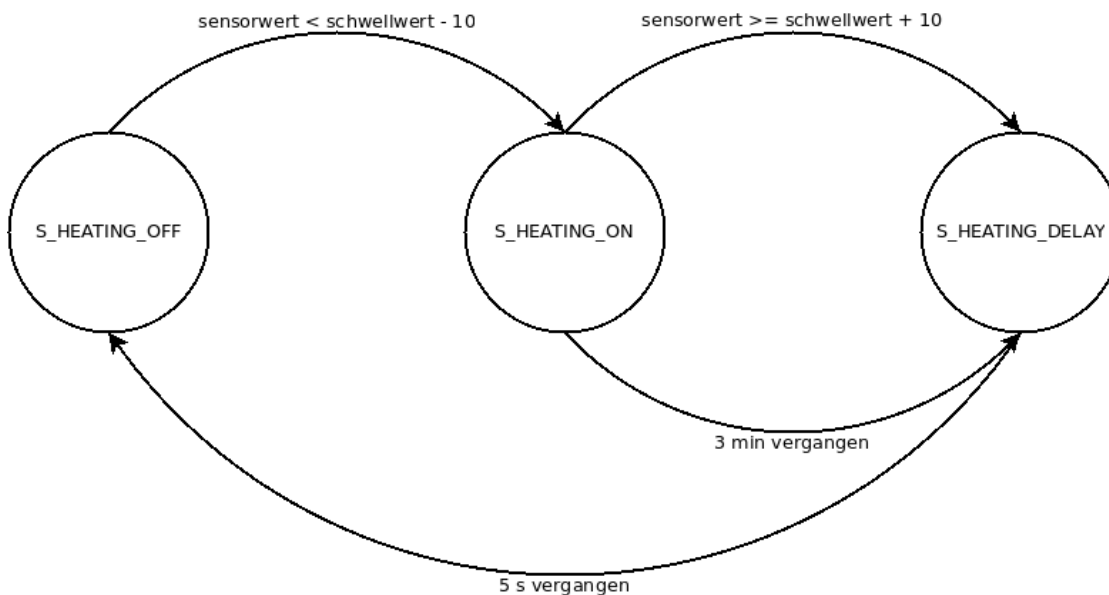 sensorwert < schwellwert - 10
sensorwert >= schwellwert + 10
S_HEATING_OFF
S_HEATING_ON
S_HEATING_DELAY
3 min vergangen
5 s vergangen